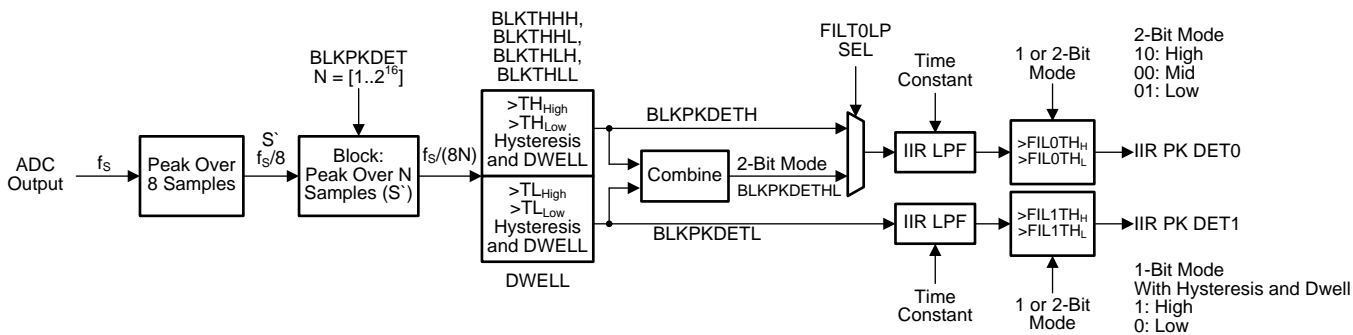 ADC
Output
fS
Peak Over
8 Samples
S`
fS/8
BLKPKDET
N = [1..2^16]
Block:
Peak Over N
Samples (S`)
fS/(8N)
BLKTHHH,
BLKTHHL,
BLKTHLH,
BLKTHLL
>THHigh
>THLow
Hysteresis
and DWELL
>TLHigh
>TLLow
Hysteresis
and DWELL
DWELL
BLKPKDETH
Combine
2-Bit Mode
BLKPKDETHL
BLKPKDETL
FILT0LP
SEL
Time
Constant
IIR LPF
1 or 2-Bit
Mode
>FIL0THH
>FIL0THL
IIR PK DET0
2-Bit Mode
10: High
00: Mid
01: Low
IIR LPF
Time
Constant
>FIL1THH
>FIL1THL
1 or 2-Bit
Mode
IIR PK DET1
1-Bit Mode
With Hysteresis and Dwell
1: High
0: Low